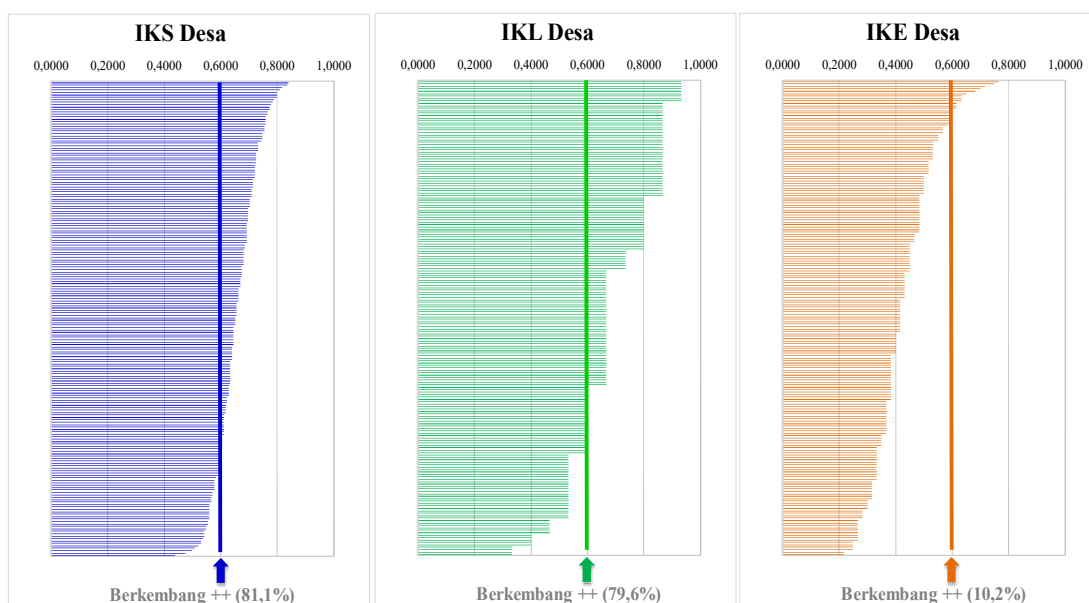 IKS Desa
0,0000 0,2000 0,4000 0,6000 0,8000 1,0000
Berkembang ++ (81,1%)
IKL Desa
0,0000 0,2000 0,4000 0,6000 0,8000 1,0000
Berkembang ++ (79,6%)
IKE Desa
0,0000 0,2000 0,4000 0,6000 0,8000 1,0000
Berkembang ++ (10,2%)